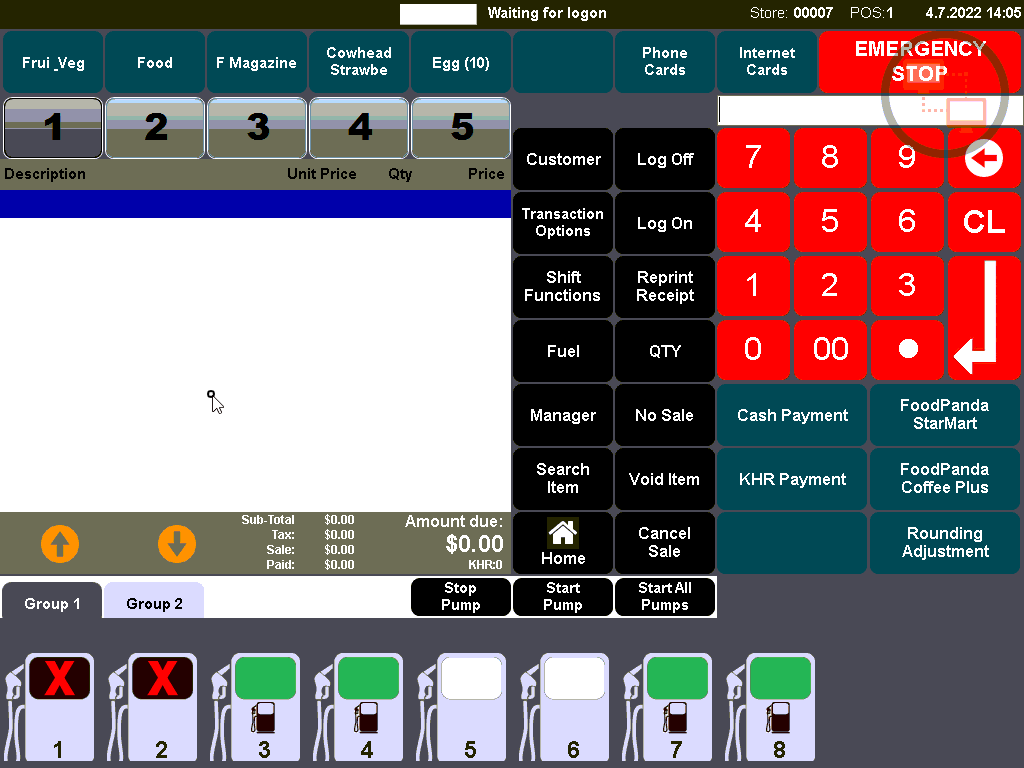 Waiting for logon
Store: 00007 POS:1 4.7.2022 14:05
Frui_Veg
Food
F Magazine
Cowhead
Strawbe
Egg (10)
Phone
Cards
Internet
Cards
EMERGENCY
STOP
1
2
3
4
5
Description Unit Price Qty Price
Customer
Log Off
7
8
9
Transaction
Options
Log On
4
5
6
CL
Shift
Functions
Reprint
Receipt
1
2
3
Fuel
QTY
0
00
Manager
No Sale
Cash Payment
FoodPanda
StarMart
Search
Item
Void Item
KHR Payment
FoodPanda
Coffee Plus
Home
Cancel
Sale
Rounding
Adjustment
Sub-Total $0.00
Tax: $0.00
Sale: $0.00
Paid: $0.00
Amount due:
$0.00
KHR:0
Group 1
Group 2
Stop
Pump
Start
Pump
Start All
Pumps
X
X
1
2
3
4
5
6
7
8